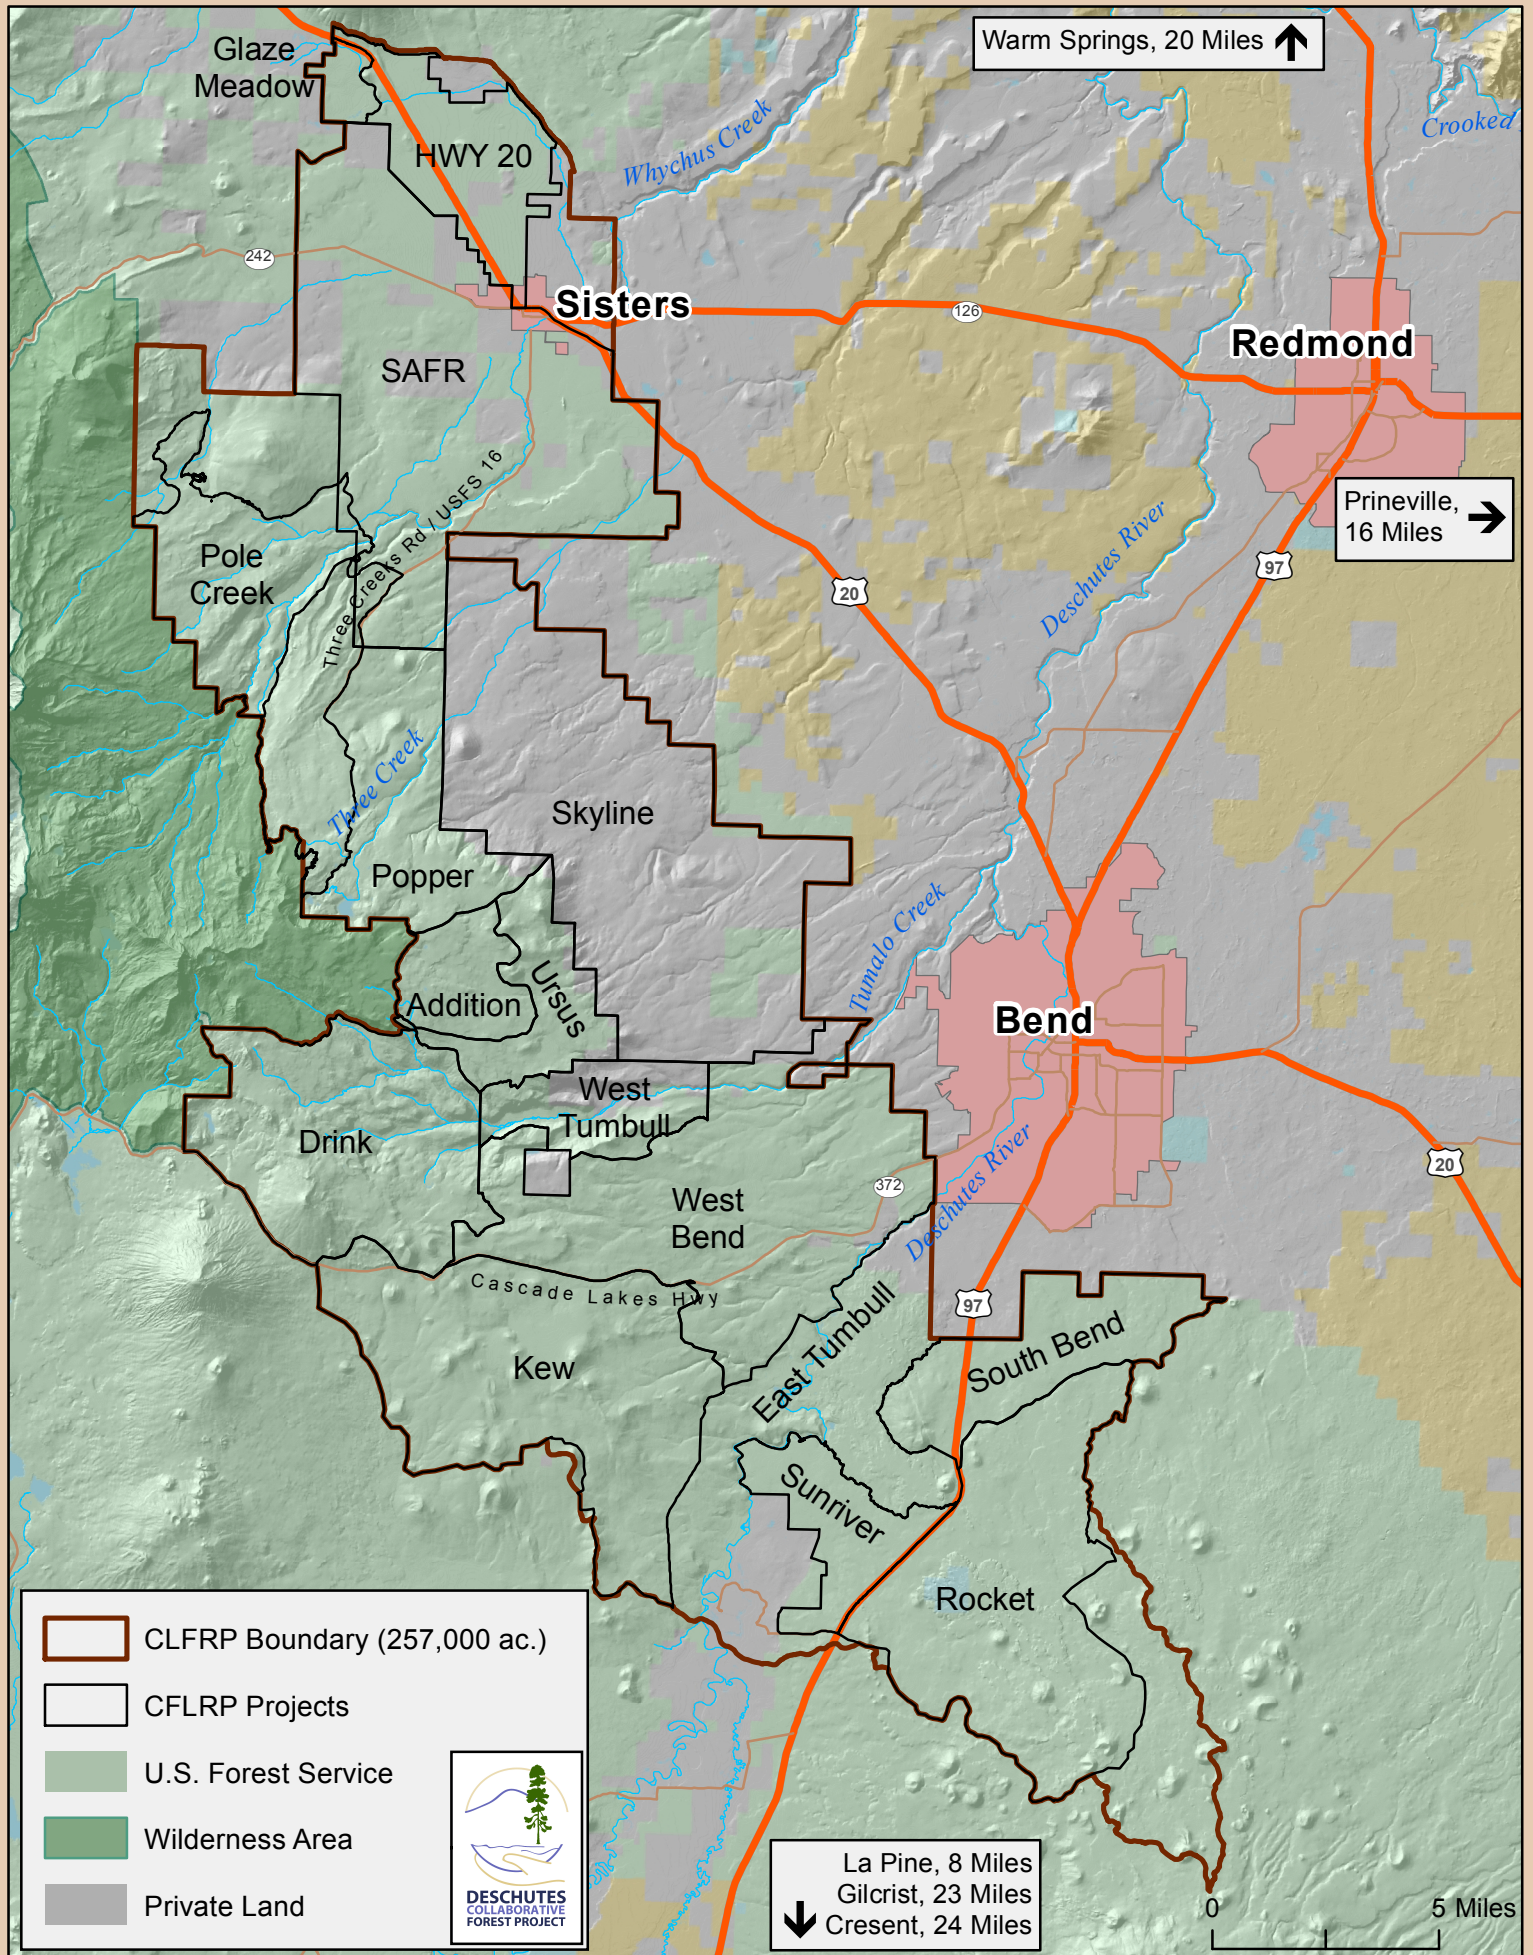 Glaze
Meadow
Warm Springs, 20 Miles
Crooked
Whychus Creek
HWY 20
242
Sisters
126
Redmond
SAFR
Three Creeks Rd / USFS 16
Prineville,
16 Miles
Deschutes River
97
Pole
Creek
20
Three Creek
Skyline
Popper
Tumalo Creek
Ursus
Addition
Bend
West
Tumbull
Drink
Deschutes River
20
372
West
Bend
Cascade Lakes Hwy
97
East Tumbull
South Bend
Kew
Sunriver
Rocket
CLFRP Boundary (257,000 ac.)
CFLRP Projects
U.S. Forest Service
Wilderness Area
Private Land
DESCHUTES
COLLABORATIVE
FOREST PROJECT
La Pine, 8 Miles
Gilcrist, 23 Miles
Cresent, 24 Miles
0
5 Miles